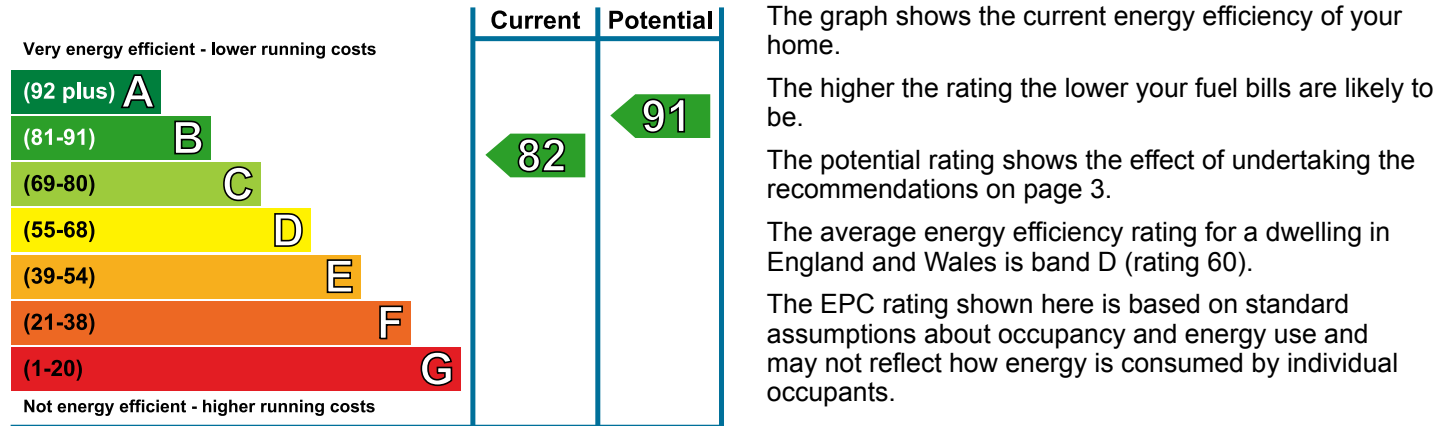 Current Potential
Very energy efficient - lower running costs
(92 plus) A
(81-91) B
(69-80) C
(55-68) D
(39-54) E
(21-38) F
(1-20) G
Not energy efficient - higher running costs
82
91
The graph shows the current energy efficiency of your
home.
The higher the rating the lower your fuel bills are likely to
be.
The potential rating shows the effect of undertaking the
recommendations on page 3.
The average energy efficiency rating for a dwelling in
England and Wales is band D (rating 60).
The EPC rating shown here is based on standard
assumptions about occupancy and energy use and
may not reflect how energy is consumed by individual
occupants.